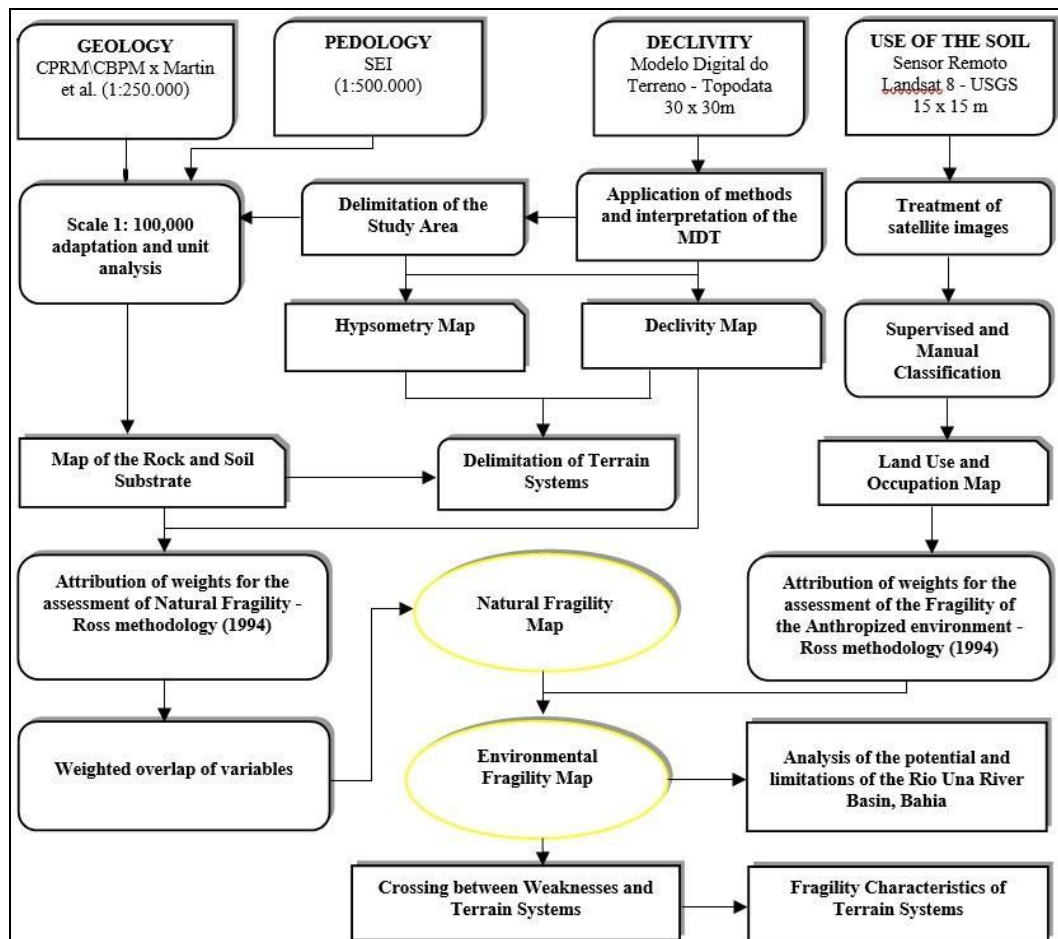 GEOLOGY
CPRM\CBPM x Martin
et al. (1:250.000)
PEDOLOGY
SEI
(1:500.000)
DECLIVITY
Modelo Digital do
Terreno - Topodata
30 x 30m
USE OF THE SOIL
Sensor Remoto
Landsat 8 - USGS
15 x 15 m
Scale 1: 100,000
adaptation and unit
analysis
Delimitation of the
Study Area
Application of methods
and interpretation of the
MDT
Treatment of
satellite images
Hypsometry Map
Declivity Map
Supervised and
Manual
Classification
Map of the Rock and Soil
Substrate
Delimitation of Terrain
Systems
Land Use and
Occupation Map
Attribution of weights for the
assessment of Natural Fragility -
Ross methodology (1994)
Natural Fragility
Map
Attribution of weights for the
assessment of the Fragility of
the Anthropized environment -
Ross methodology (1994)
Weighted overlap of variables
Environmental
Fragility Map
Analysis of the potential and
limitations of the Rio Una River
Basin, Bahia
Crossing between Weaknesses and
Terrain Systems
Fragility Characteristics of
Terrain Systems